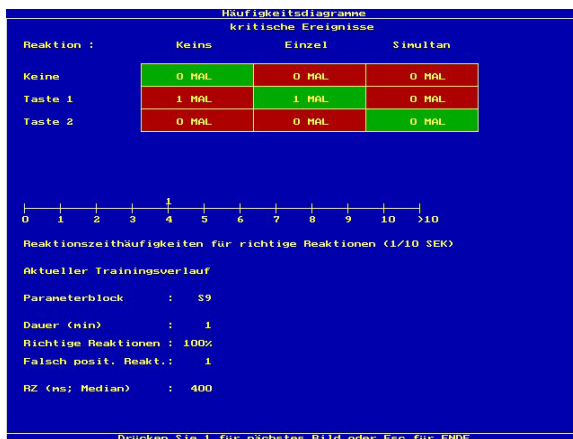 Häufigkeitsdiagramme
kritische Ereignisse
Reaktion : Keins Einzel Simultan
Keine 0 MAL 0 MAL 0 MAL
Taste 1 1 MAL 1 MAL 0 MAL
Taste 2 0 MAL 0 MAL 0 MAL
1
0 1 2 3 4 5 6 7 8 9 10 >10
Reaktionszeithäufigkeiten für richtige Reaktionen (1/10 SEK)
Aktueller Trainingsverlauf
Parameterblock : S9
Dauer (min) : 1
Richtige Reaktionen : 100%
Falsch posit. Reakt.: 1
RZ (ms; Median) : 400
Drücken Sie 1 für nächstes Bild oder Esc für ENDE